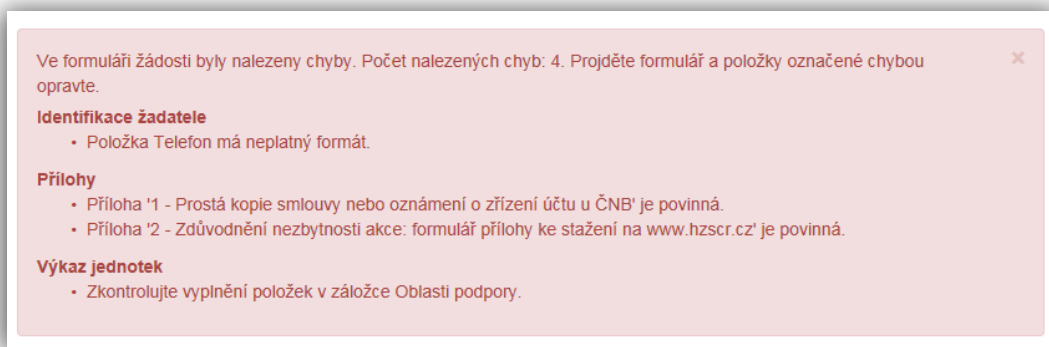 Ve formuláři žádosti byly nalezeny chyby. Počet nalezených chyb: 4. Projděte formulář a položky označené chybou
opravte.
×
Identifikace žadatele
• Položka Telefon má neplatný formát.
Přílohy
• Příloha '1 - Prostá kopie smlouvy nebo oznámení o zřízení účtu u ČNB' je povinná.
• Příloha '2 - Zdůvodnění nezbytnosti akce: formulář přílohy ke stažení na www.hzscr.cz' je povinná.
Výkaz jednotek
• Zkontrolujte vyplnění položek v záložce Oblasti podpory.